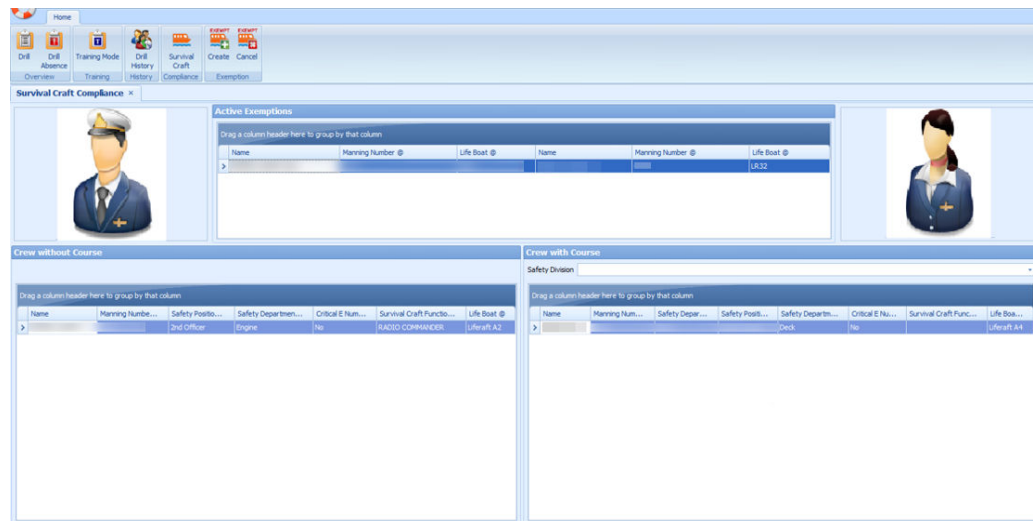 Home
EXEMPT EXEMPT
Drill Drill Absence Training Mode Drill History Survival Craft Create Cancel
Overview Training History Compliance Exemption
Survival Craft Compliance ×
Active Exemptions
Drag a column header here to group by that column
Name Manning Number @ Life Boat @ Name Manning Number @ Life Boat @
LR32
Crew without Course
Drag a column header here to group by that column
Name Manning Numbe... Safety Positio... Safety Departmen... Critical E Num... Survival Craft Functio... Life Boat @
2nd Officer Engine No RADIO COMMANDER Liferaft A2
Crew with Course
Safety Division
Drag a column header here to group by that column
Name Manning Num... Safety Depar... Safety Positi... Safety Departm... Critical E Nu... Survival Craft Func... Life Boa...
Deck No Liferaft A4